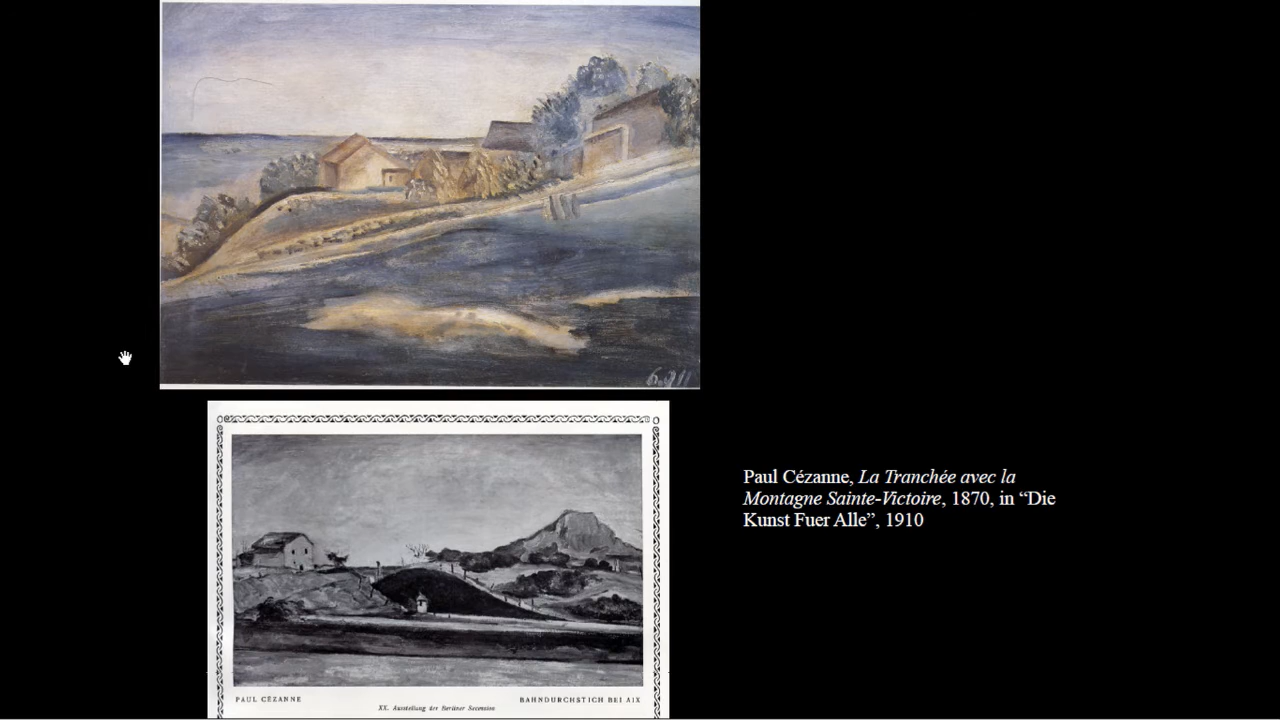 6.911
Paul Cézanne, La Tranchée avec la
Montagne Sainte-Victoire, 1870, in “Die
Kunst Fuer Alle”, 1910
PAUL CÉZANNE
BAHNDURCHSTICH BEI AIX
XX. Ausstellung der Berliner Secession